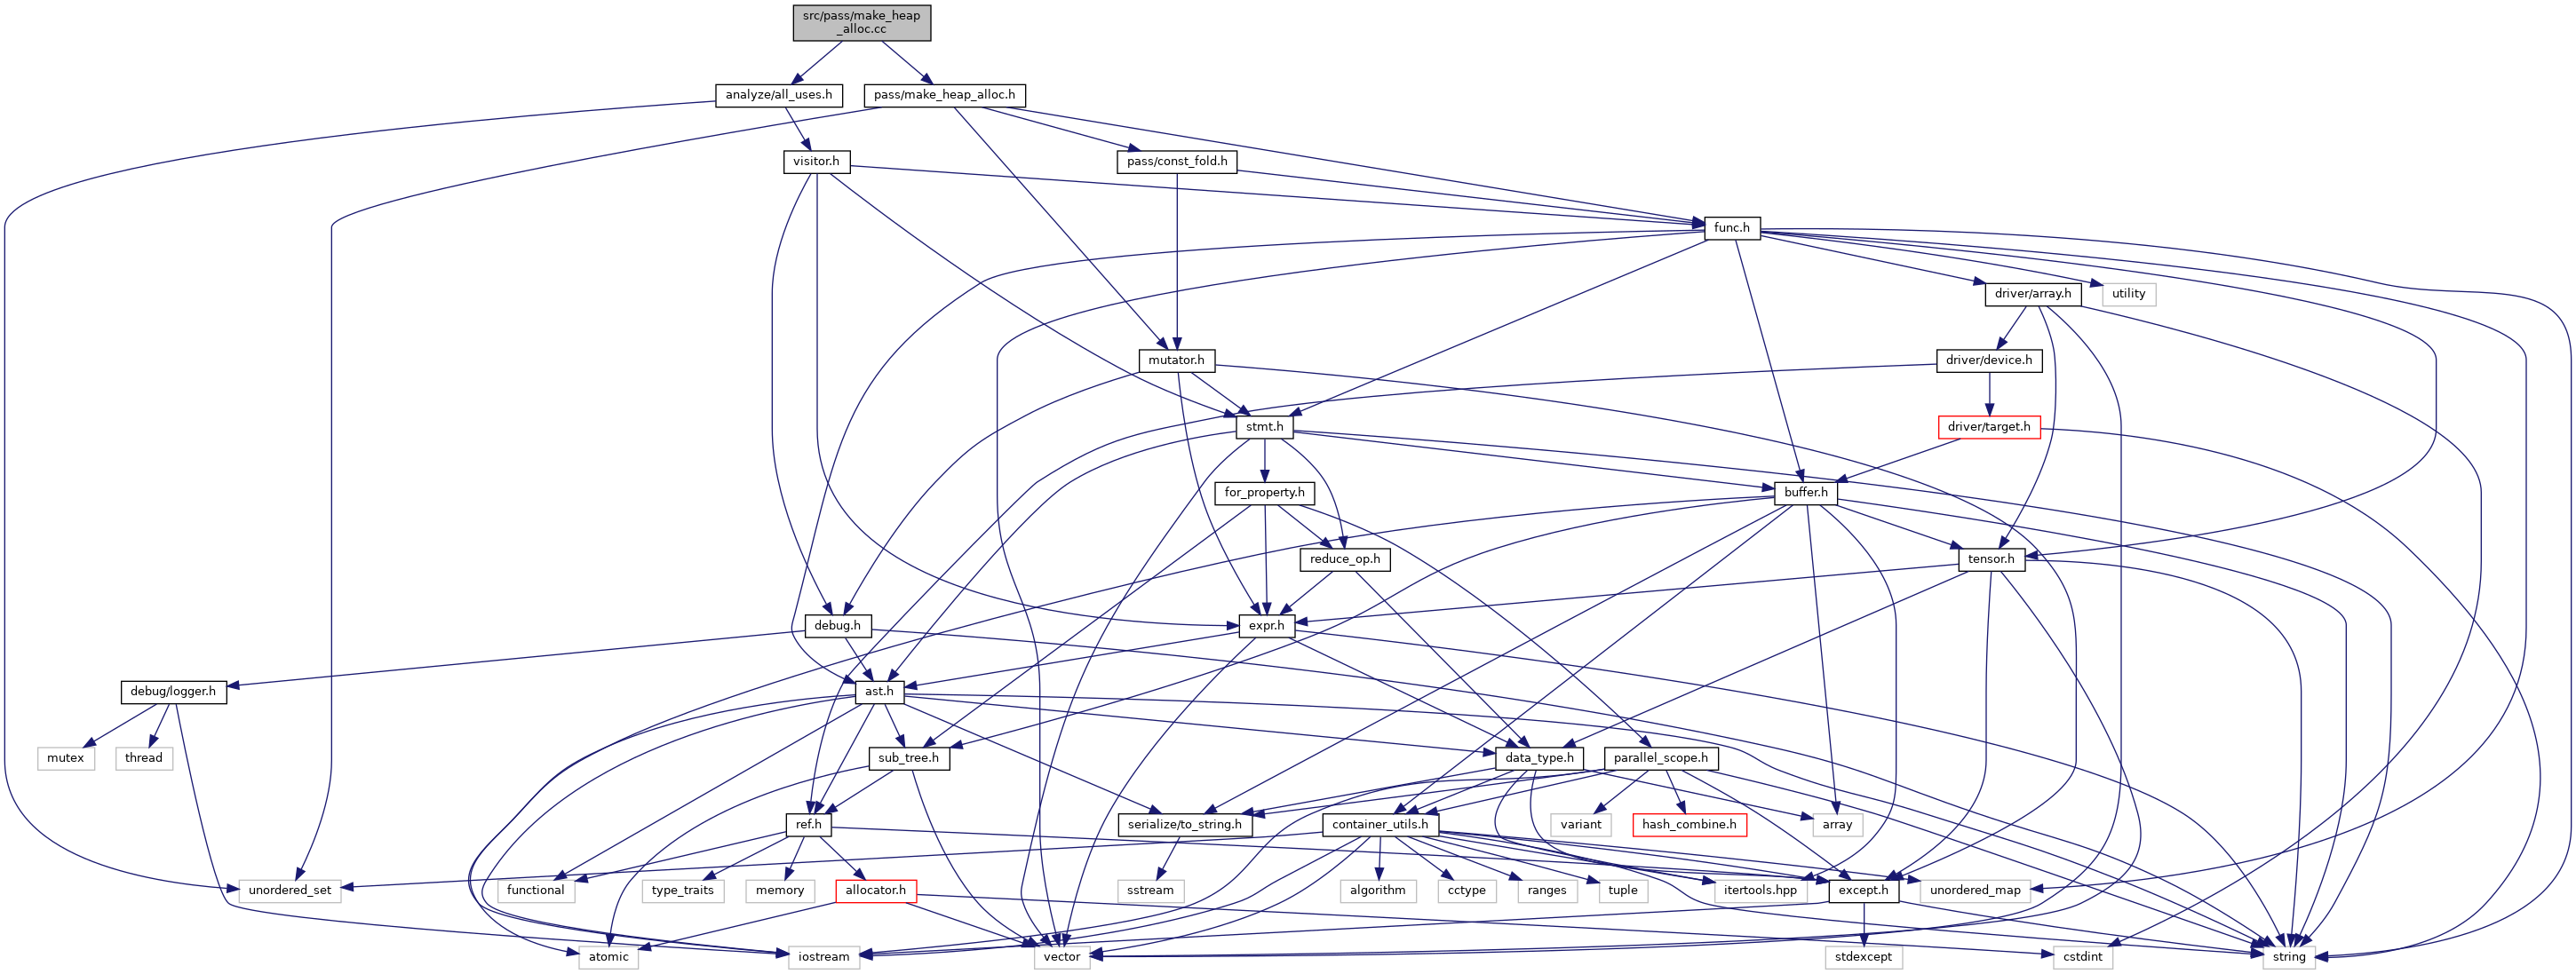 src/pass/make_heap
_alloc.cc
analyze/all_uses.h
pass/make_heap_alloc.h
visitor.h
pass/const_fold.h
func.h
driver/array.h
utility
mutator.h
driver/device.h
stmt.h
driver/target.h
for_property.h
buffer.h
reduce_op.h
tensor.h
debug.h
expr.h
debug/logger.h
ast.h
mutex
thread
sub_tree.h
data_type.h
parallel_scope.h
ref.h
serialize/to_string.h
container_utils.h
variant
hash_combine.h
array
unordered_set
functional
type_traits
memory
allocator.h
sstream
algorithm
cctype
ranges
tuple
itertools.hpp
except.h
unordered_map
atomic
iostream
vector
stdexcept
cstdint
string